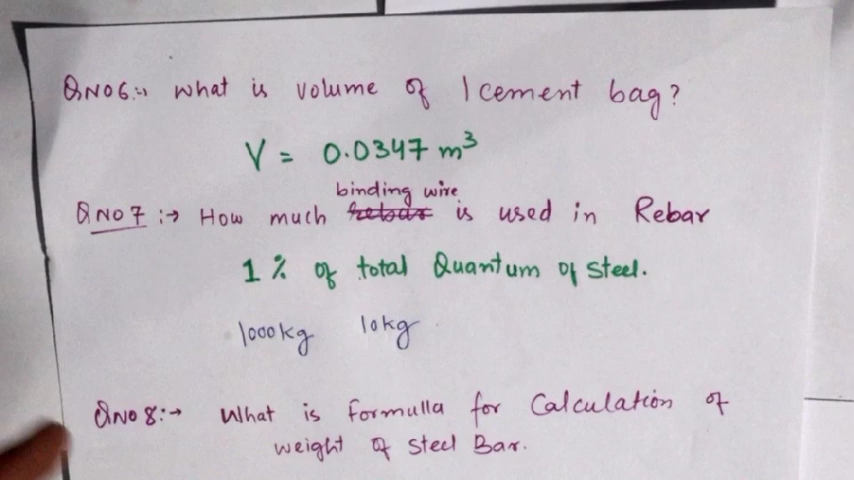 QNO6:→ What is volume of 1 cement bag?
V = 0.0347 m³
binding wire
QNO7:→ How much rebar is used in Rebar
1% of total Quantum of steel.
1000kg 10kg
QNO8:→ What is formulla for Calculation of
weight of steel Bar.